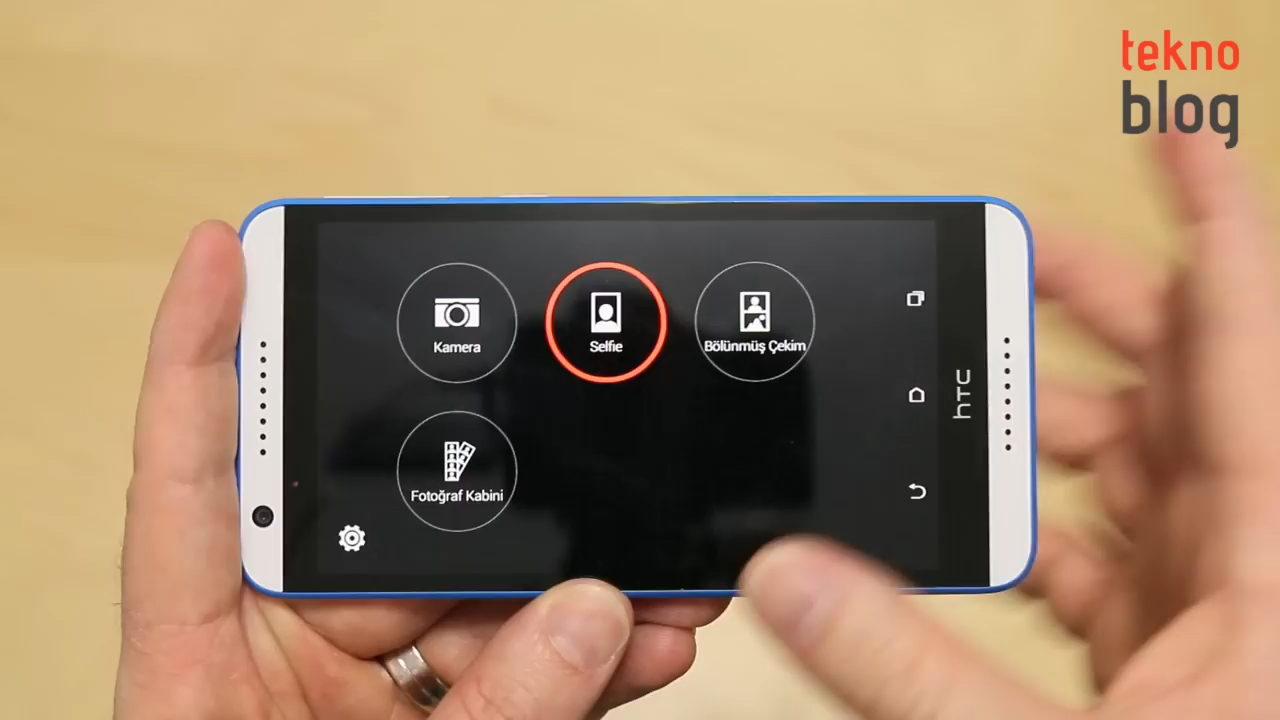 tekno
blog
Kamera
Selfie
Bölünmüş Çekim
Fotoğraf Kabini
hTC